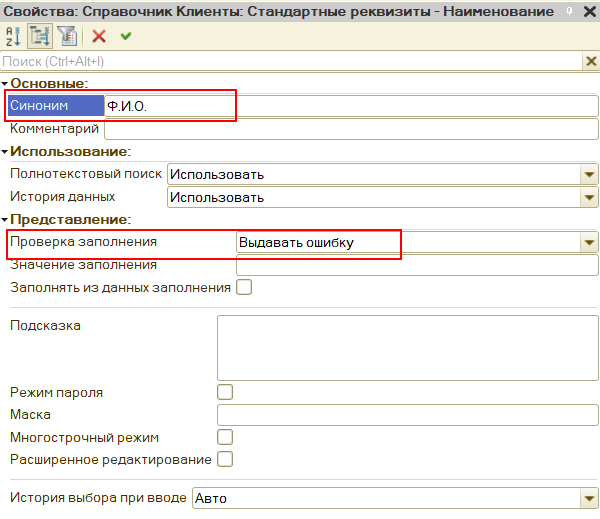 Свойства: Справочник Клиенты: Стандартные реквизиты - Наименование
Поиск (Ctrl+Alt+I)
Основные:
Синоним Ф.И.О.
Комментарий
Использование:
Полнотекстовый поиск Использовать
История данных Использовать
Представление:
Проверка заполнения Выдавать ошибку
Значение заполнения
Заполнять из данных заполнения
Подсказка
Режим пароля
Маска
Многострочный режим
Расширенное редактирование
История выбора при вводе Авто